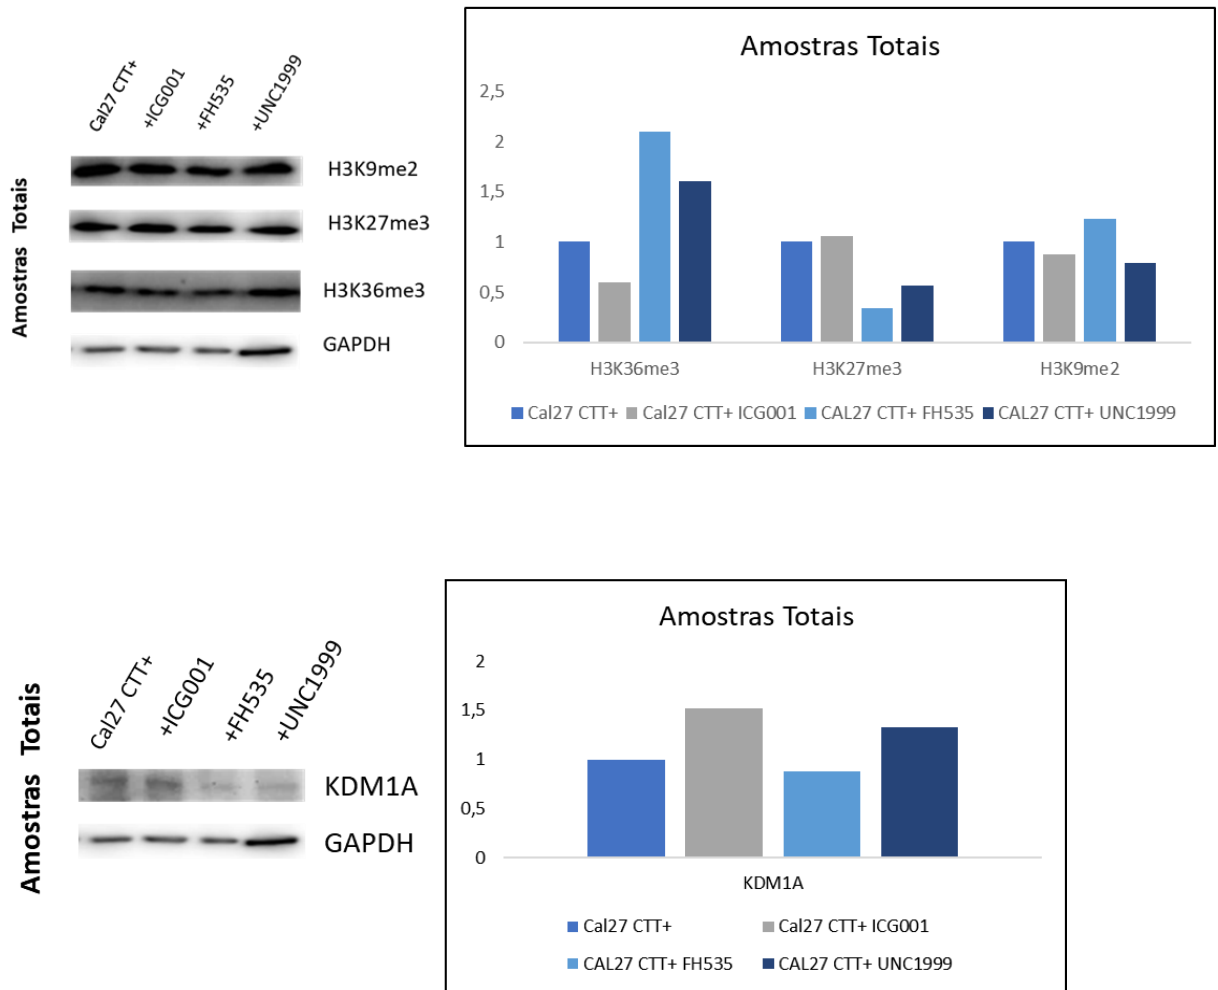 Cal27 CTT+
+ICG001
+FH535
+UNC1999
Amostras Totais
H3K9me2
H3K27me3
H3K36me3
GAPDH
Amostras Totais
2,5
2
1,5
1
0,5
0
H3K36me3
H3K27me3
H3K9me2
Cal27 CTT+
Cal27 CTT+ ICG001
CAL27 CTT+ FH535
CAL27 CTT+ UNC1999
Cal27 CTT+
+ICG001
+FH535
+UNC1999
Amostras Totais
KDM1A
GAPDH
Amostras Totais
2
1,5
1
0,5
0
KDM1A
Cal27 CTT+
Cal27 CTT+ ICG001
CAL27 CTT+ FH535
CAL27 CTT+ UNC1999